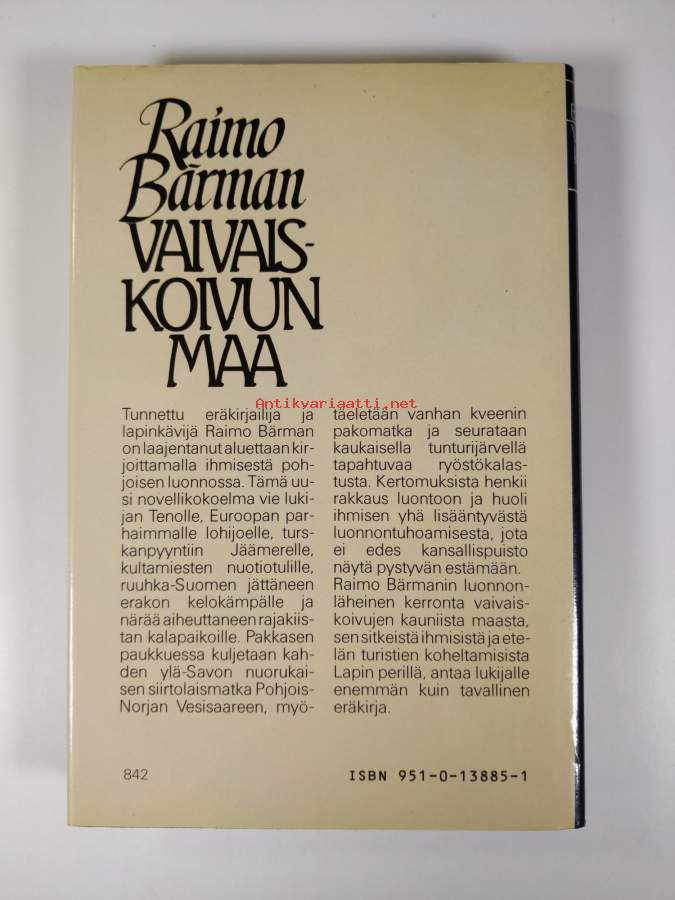 Raimo
Bärman
VAIVAIS-
KOIVUN
MAA
Antikvariaatti.net
Tunnettu eräkirjailija ja
lapinkävijä Raimo Bärman
on laajentanut aluettaan kir-
joittamalla ihmisestä poh-
joisen luonnossa. Tämä uu-
si novellikokoelma vie luki-
jan Tenolle, Euroopan par-
haimmalle lohijoelle, turs-
kanpyyntiin Jäämerelle,
kultamiesten nuotiotulille,
ruuhka-Suomen jättäneen
erakon kelokämpälle ja
närää aiheuttaneen rajakiis-
tan kalapaikoille. Pakkasen
paukkuessa kuljetaan kah-
den ylä-Savon nuorukai-
sen siirtolaismatka Pohjois-
Norjan Vesisaareen, myö-
täeletään vanhan kveenin
pakomatka ja seurataan
kaukaisella tunturijärvellä
tapahtuvaa ryöstökalas-
tusta. Kertomuksista henkii
rakkaus luontoon ja huoli
ihmisen yhä lisääntyvästä
luonnontuhoamisesta, jota
ei edes kansallispuisto
näytä pystyvän estämään.
Raimo Bärmanin luonnon-
läheinen kerronta vaivais-
koivujen kauniista maasta,
sen sitkeistä ihmisistä ja ete-
län turistien koheltamisista
Lapin perillä, antaa lukijalle
enemmän kuin tavallinen
eräkirja.
842
ISBN 951-0-13885-1